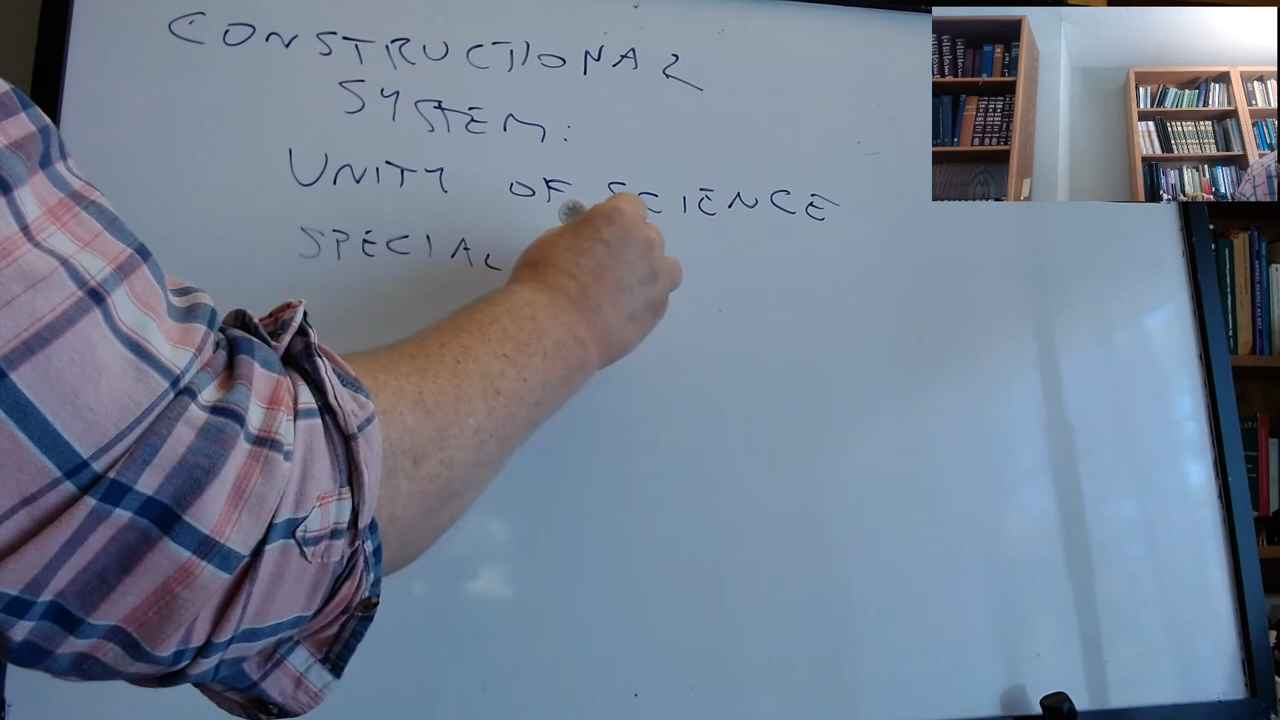 CONSTRUCTIONAL
SYSTEM:
UNITY OF SCIENCE
SPECIAL